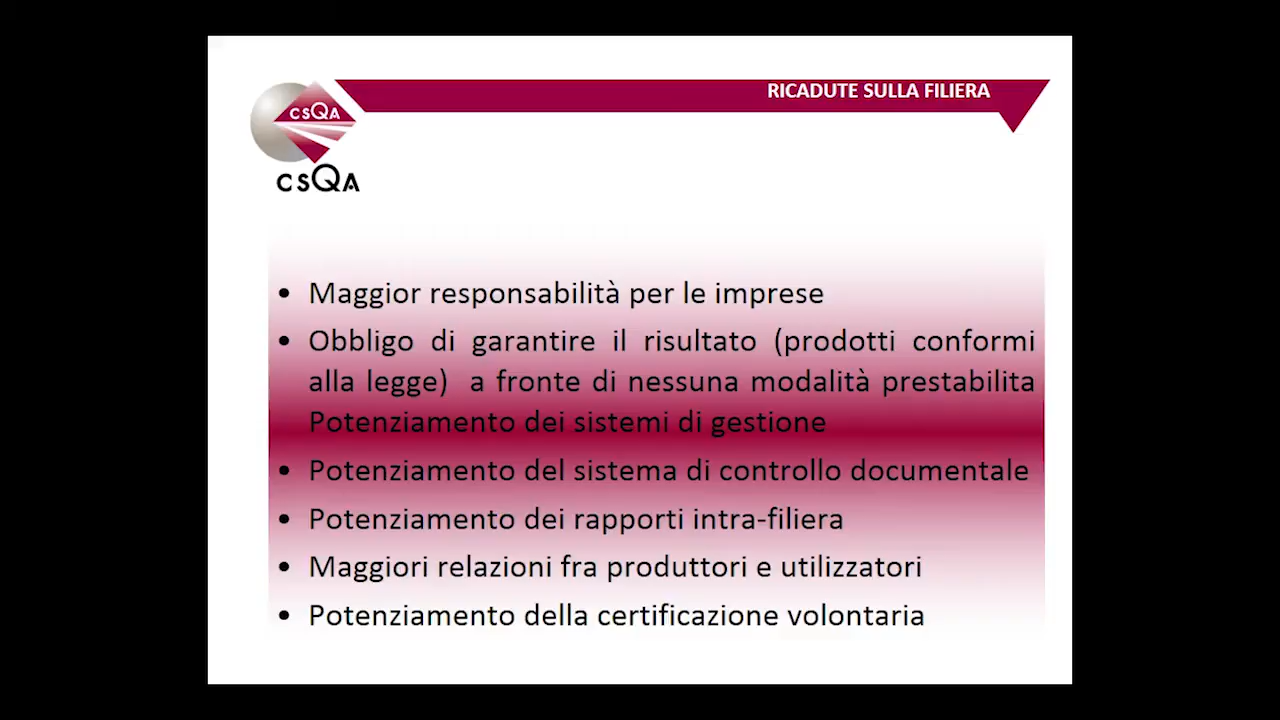 RICADUTE SULLA FILIERA
CSQA
CSQA
• Maggior responsabilità per le imprese
• Obbligo di garantire il risultato (prodotti conformi
alla legge) a fronte di nessuna modalità prestabilita
Potenziamento dei sistemi di gestione
• Potenziamento del sistema di controllo documentale
• Potenziamento dei rapporti intra-filiera
• Maggiori relazioni fra produttori e utilizzatori
• Potenziamento della certificazione volontaria